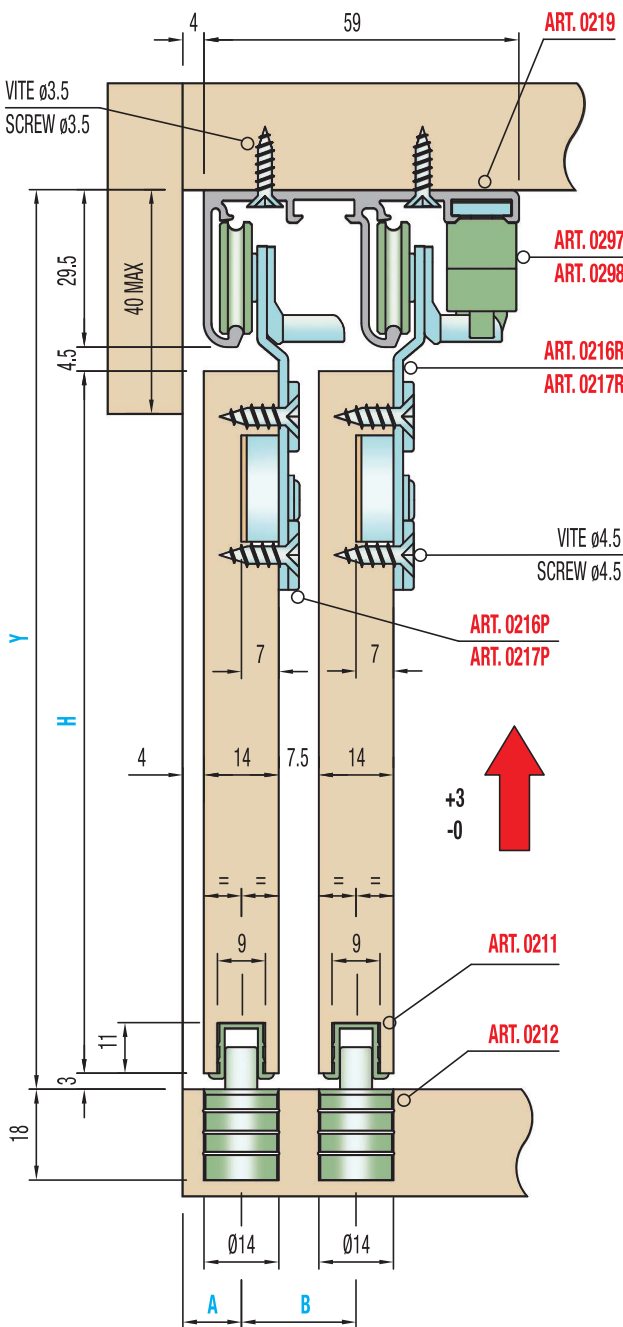 4
59
ART. 0219
VITE ø3.5
SCREW ø3.5
29.5
40 MAX
4.5
ART. 0297
ART. 0298
ART. 0216R
ART. 0217R
VITE ø4.5
SCREW ø4.5
ART. 0216P
ART. 0217P
Y
H
7
7
4
14
7.5
14
+3
-0
= =
= =
9
9
ART. 0211
11
ART. 0212
3
18
Ø14
Ø14
A
B